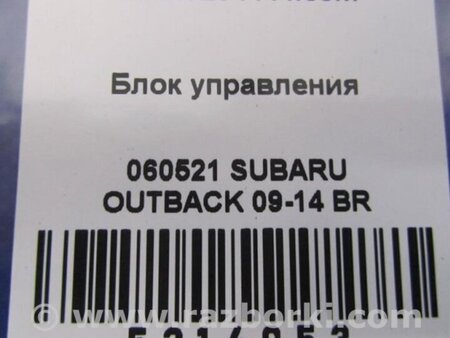 Блок управления
060521 SUBARU
OUTBACK 09-14 BR
www.razborki.com